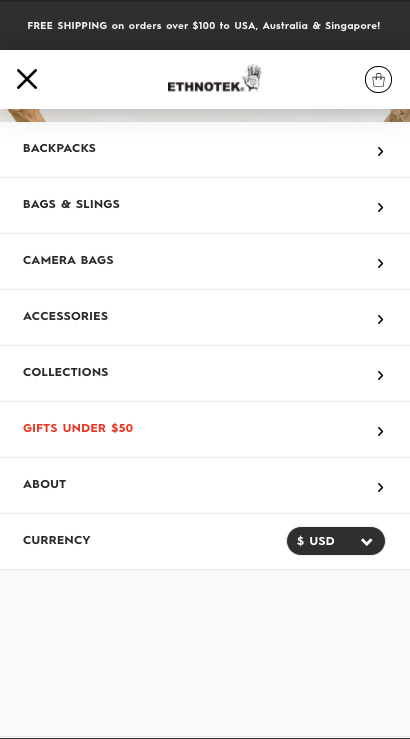 FREE SHIPPING on orders over $100 to USA, Australia & Singapore!
ETHNOTEK
BACKPACKS
BAGS & SLINGS
CAMERA BAGS
ACCESSORIES
COLLECTIONS
GIFTS UNDER $50
ABOUT
CURRENCY $ USD